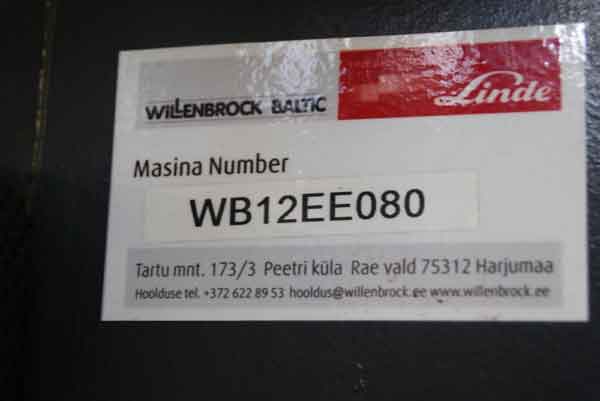 WILLENBROCK BALTIC Linde
Masina Number
WB12EE080
Tartu mnt. 173/3 Peetri küla Rae vald 75312 Harjumaa
Hoolduse tel. +372 622 89 53 hooldus@willenbrock.ee www.willenbrock.ee